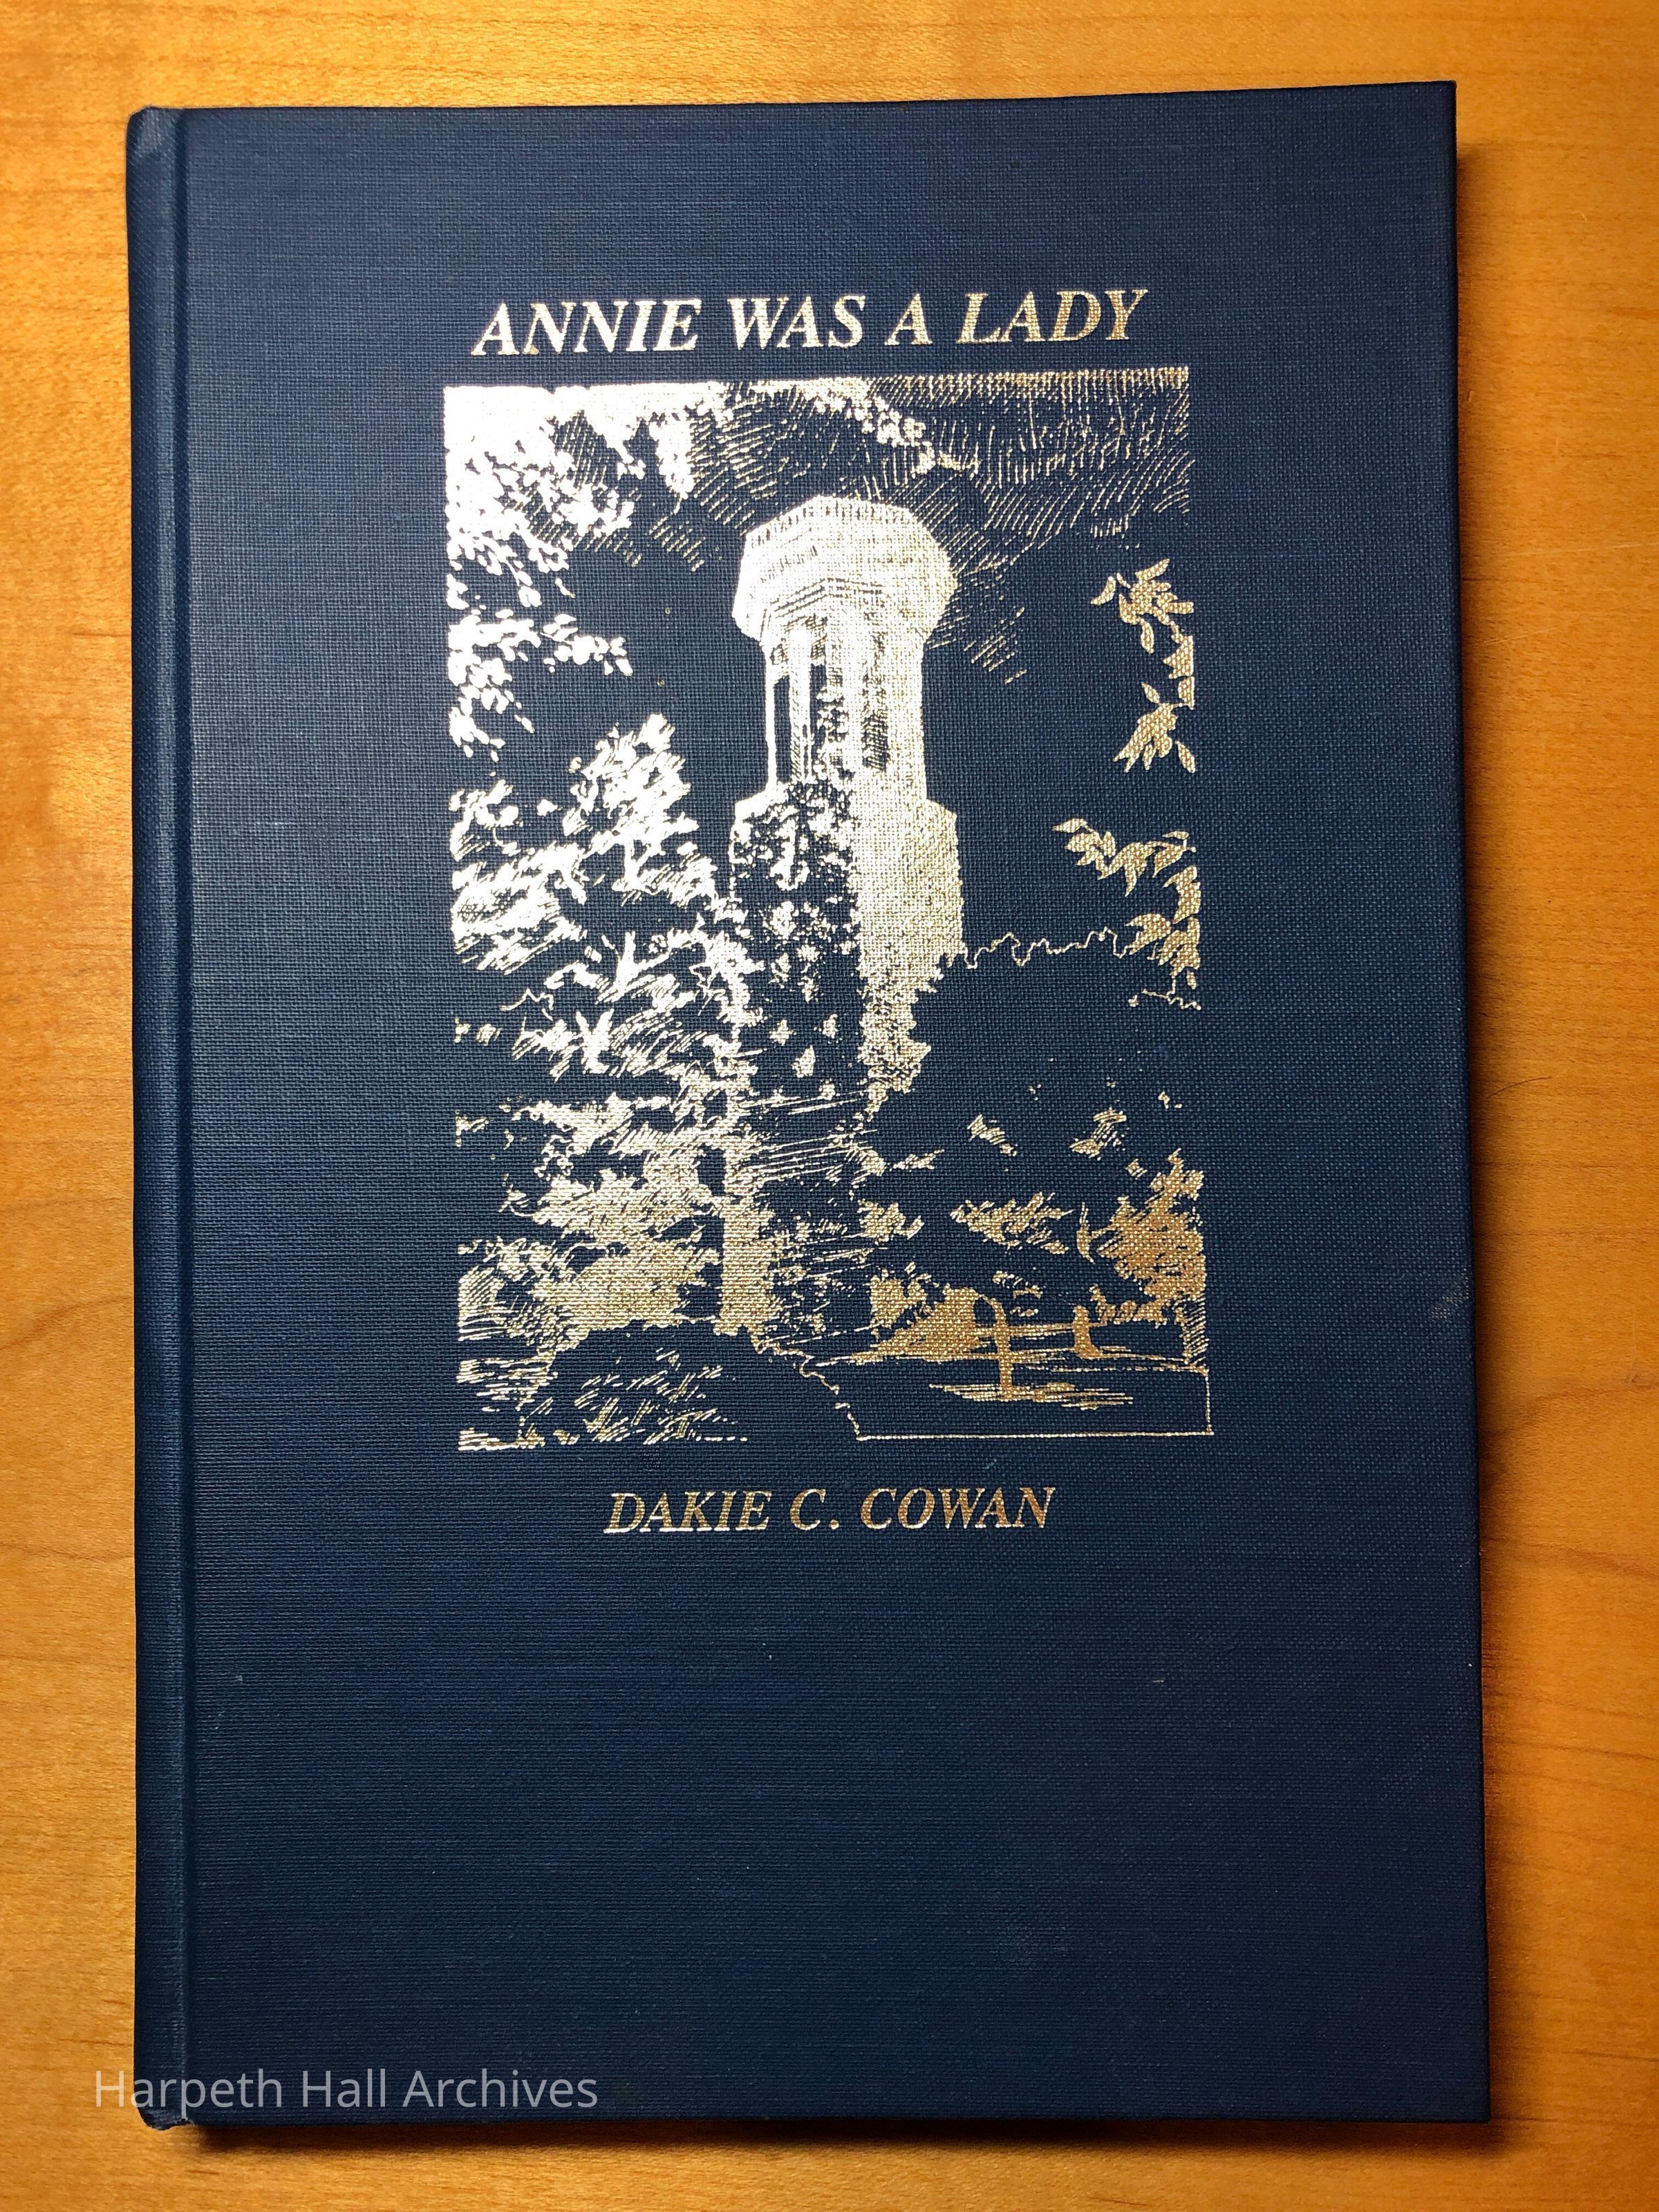 ANNIE WAS A LADY
DAKIE C. COWAN
Harpeth Hall Archives